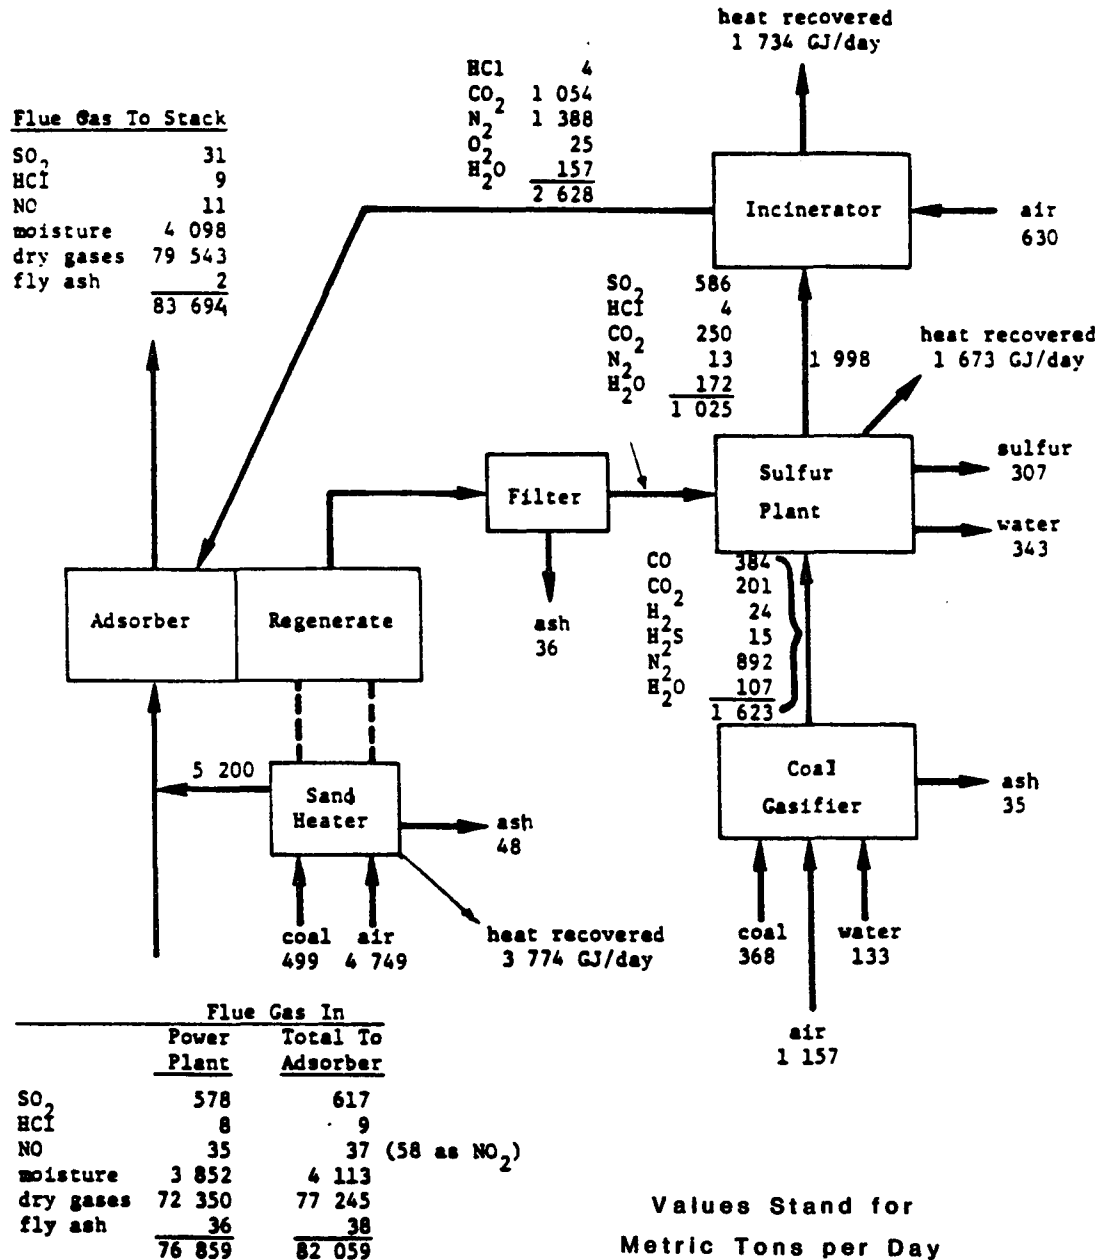 heat recovered
1 734 GJ/day
HCl 4
CO2 1 054
N2 1 388
O2 25
H2O 157
2 628
Flue Gas To Stack
SO2 31
HCl 9
NO 11
moisture 4 098
dry gases 79 543
fly ash 2
83 694
Incinerator
air
630
SO2 586
HCl 4
CO2 250
N2 13
H2O 172
1 025
1 998
heat recovered
1 673 GJ/day
Filter
Sulfur
Plant
sulfur
307
water
343
ash
36
Adsorber
Regenerate
CO 384
CO2 201
H2 24
H2S 15
N2 892
H2O 107
1 623
5 200
Sand
Heater
ash
48
Coal
Gasifier
ash
35
coal air
499 4 749
heat recovered
3 774 GJ/day
coal water
368 133
air
1 157
Flue Gas In
Power Total To
Plant Adsorber
SO2 578 617
HCl 8 9
NO 35 37 (58 as NO2)
moisture 3 852 4 113
dry gases 72 350 77 245
fly ash 36 38
76 859 82 059
Values Stand for
Metric Tons per Day